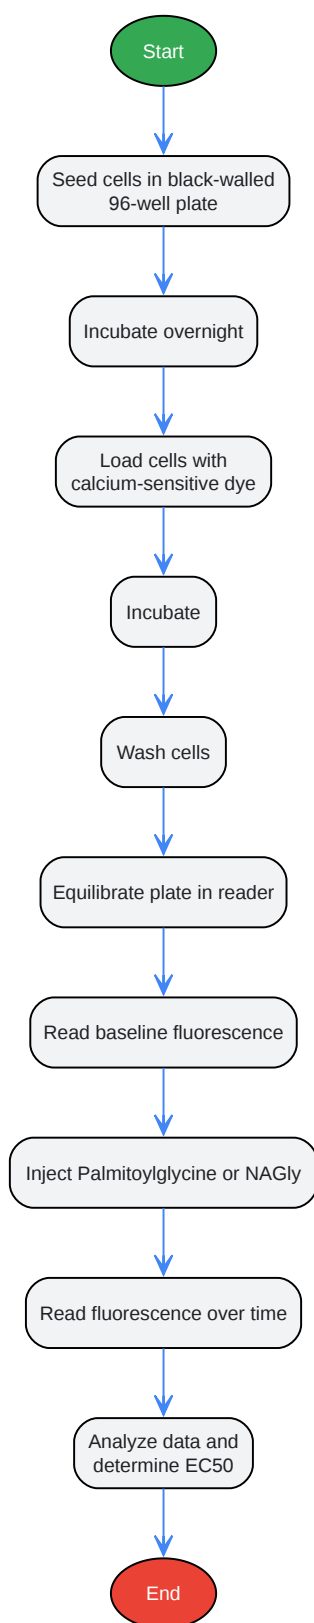 Start
Seed cells in black-walled
96-well plate
Incubate overnight
Load cells with
calcium-sensitive dye
Incubate
Wash cells
Equilibrate plate in reader
Read baseline fluorescence
Inject Palmitoylglycine or NAGly
Read fluorescence over time
Analyze data and
determine EC50
End